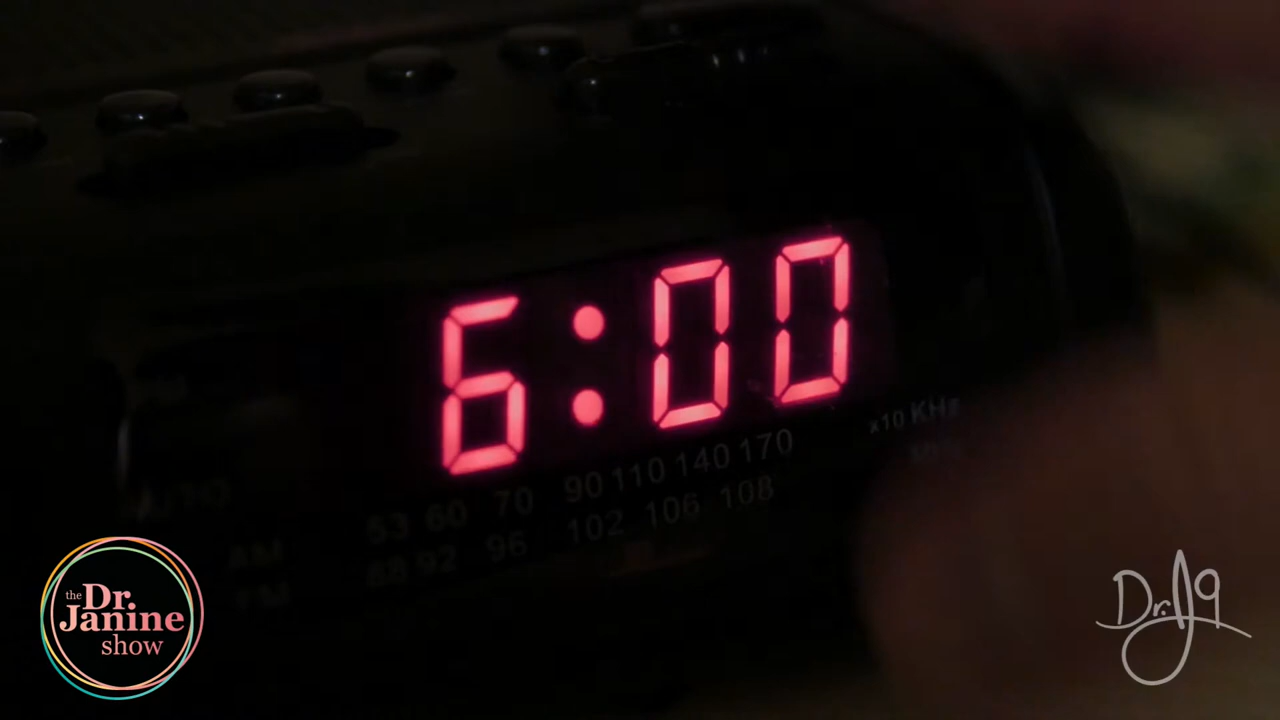 6:00
x10 KHz
53 60 70 90 110 140 170
AM
88 92 96 102 106 108
FM
the Dr.
Janine
show
Dr. J9